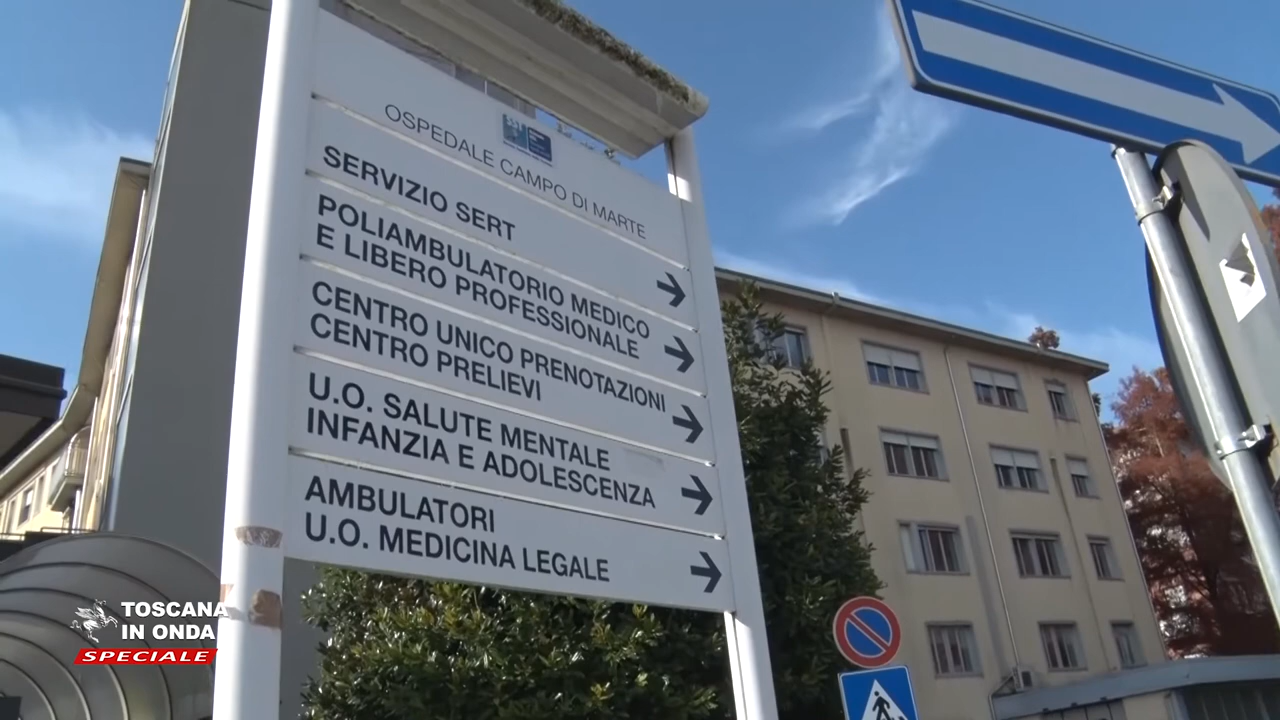 OSPEDALE CAMPO DI MARTE
SERVIZIO SERT
POLIAMBULATORIO MEDICO
E LIBERO PROFESSIONALE
CENTRO UNICO PRENOTAZIONI
CENTRO PRELIEVI
U.O. SALUTE MENTALE
INFANZIA E ADOLESCENZA
AMBULATORI
U.O. MEDICINA LEGALE
TOSCANA
IN ONDA
SPECIALE